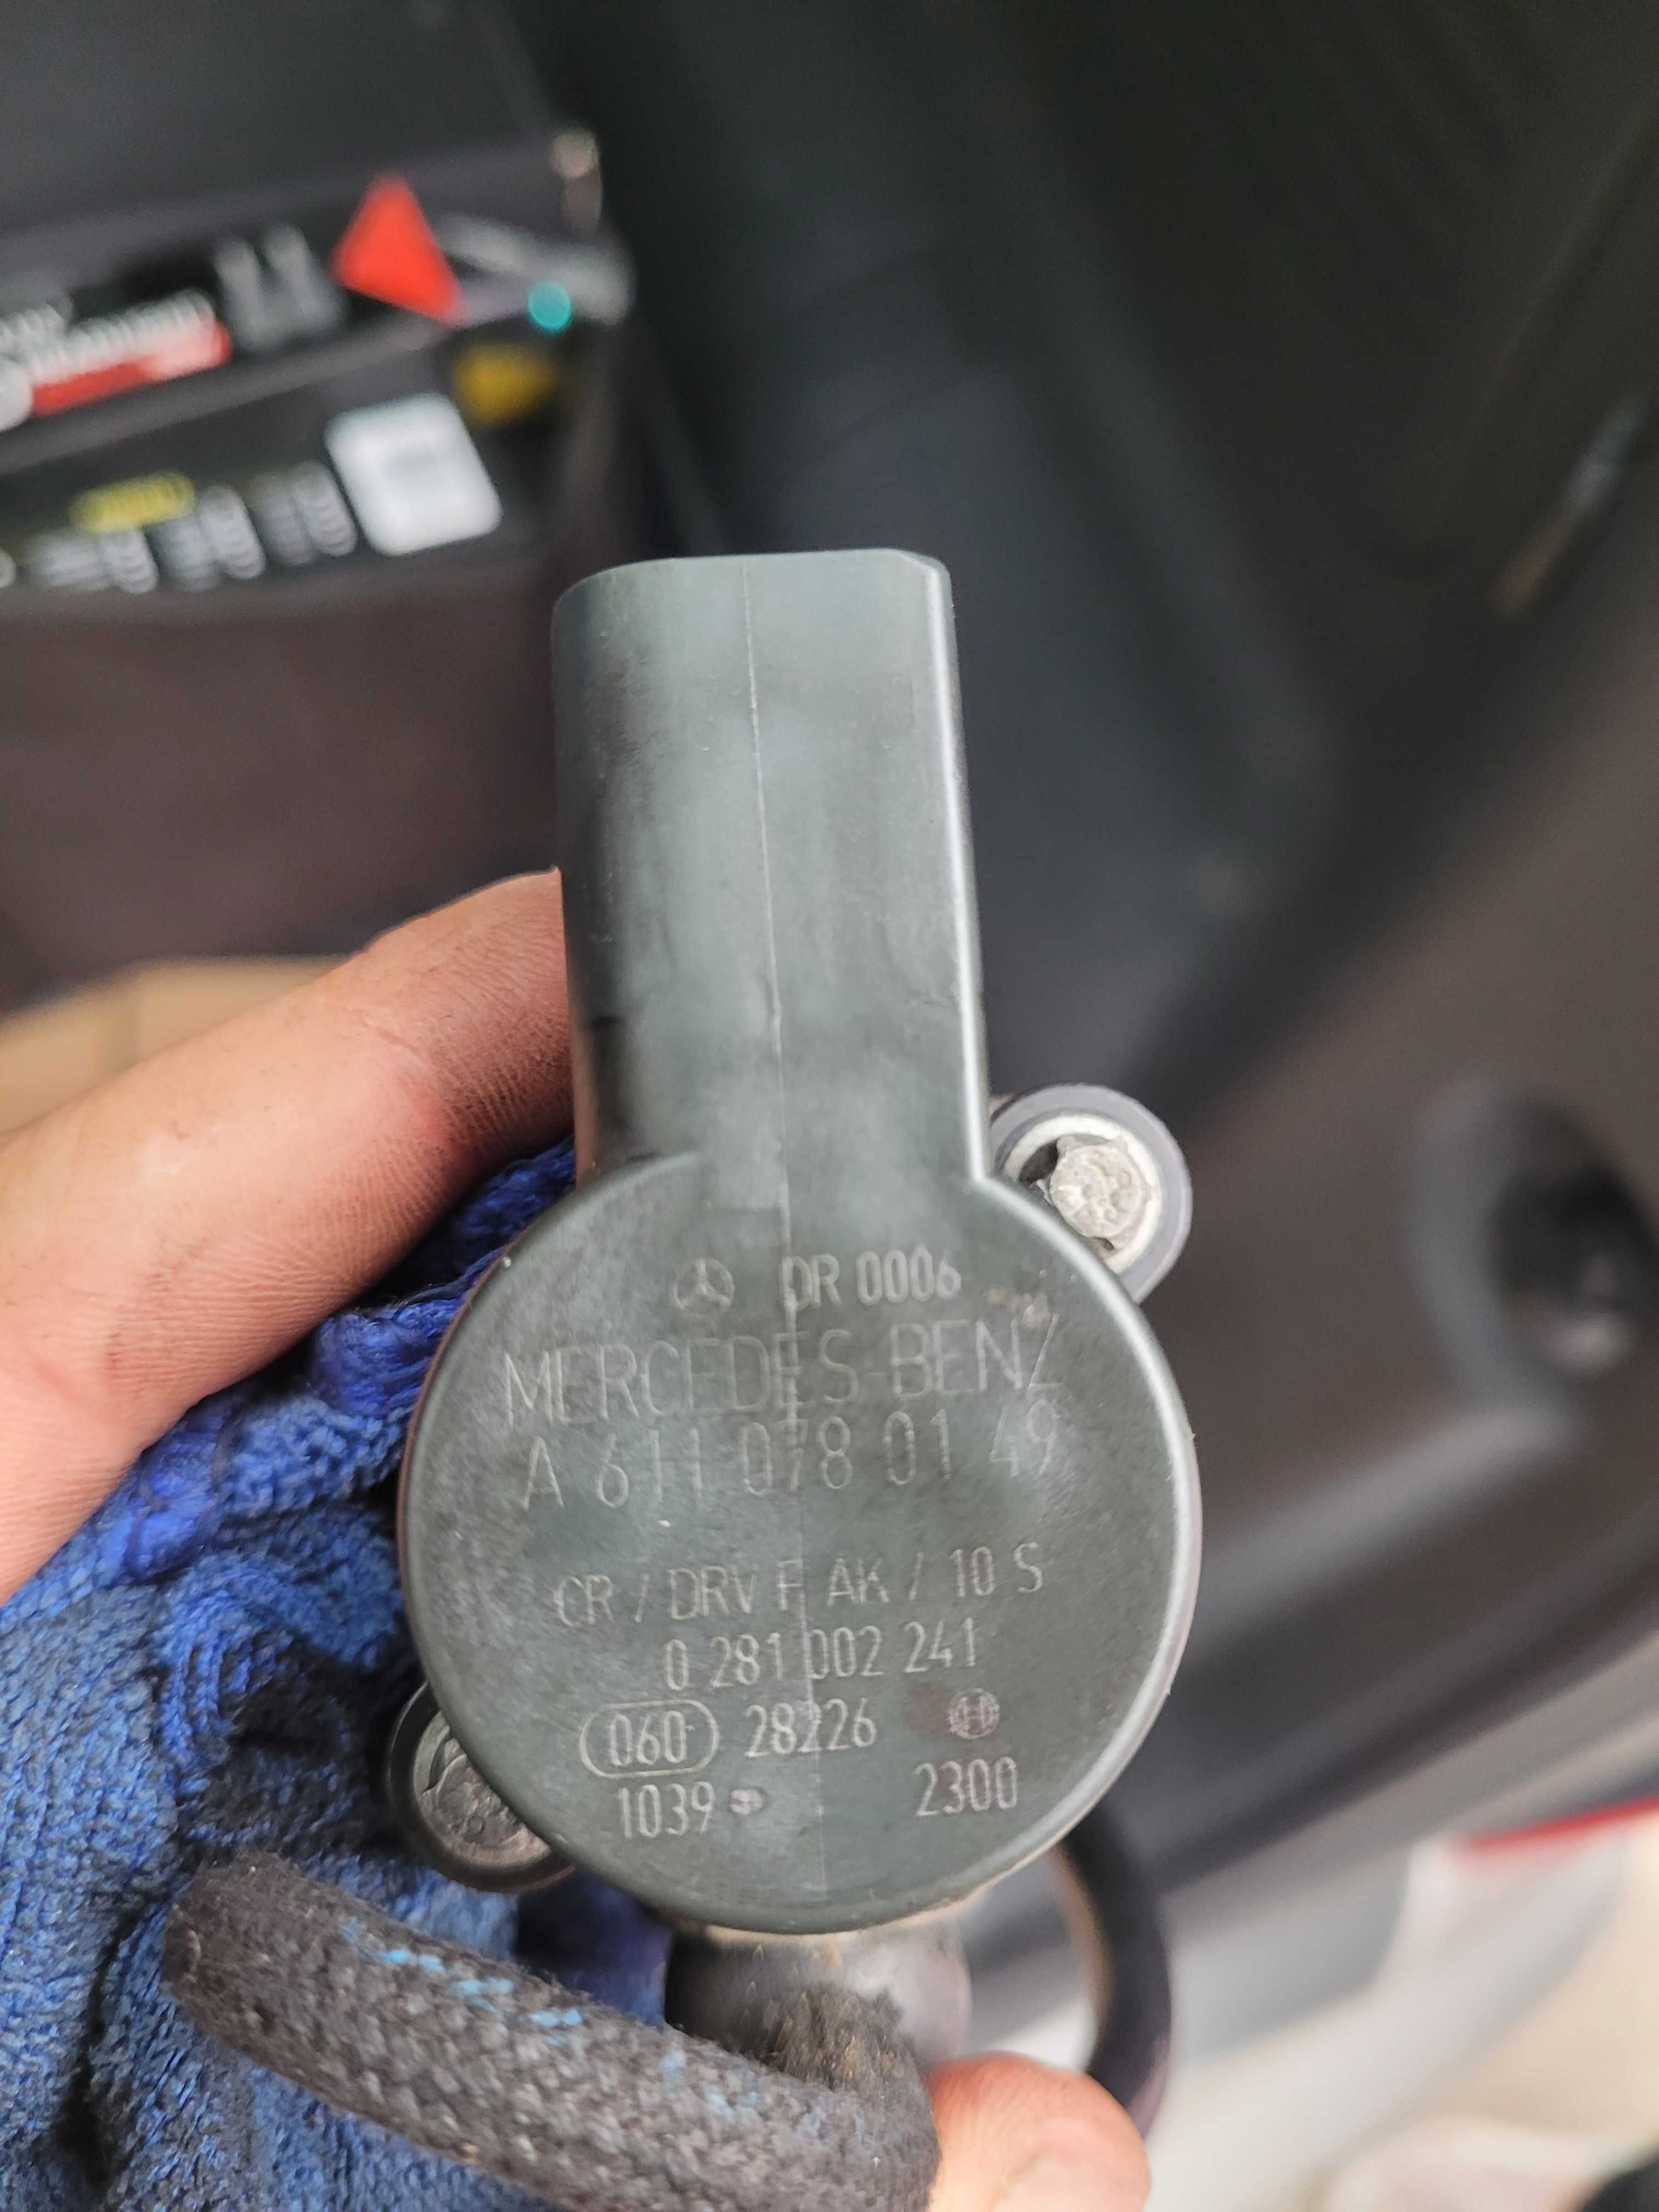 DR 0006
MERCEDES-BENZ
A 611 078 01 49
CR / DRV F AK / 10 S
0 281 002 241
060 28226
1039 2300